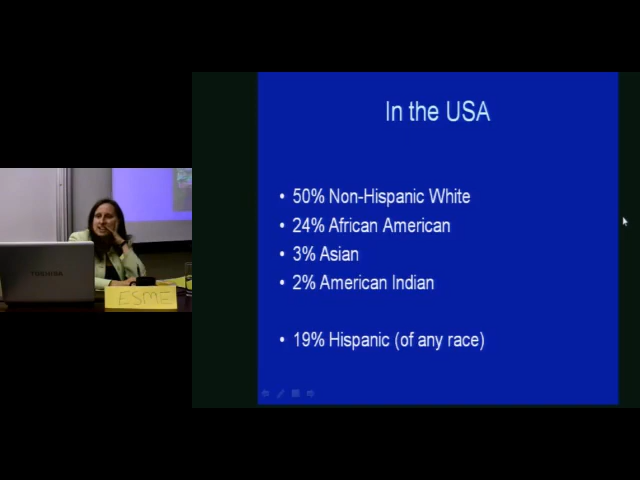 In the USA
• 50% Non-Hispanic White
• 24% African American
• 3% Asian
• 2% American Indian
• 19% Hispanic (of any race)
TOSHIBA
ESME